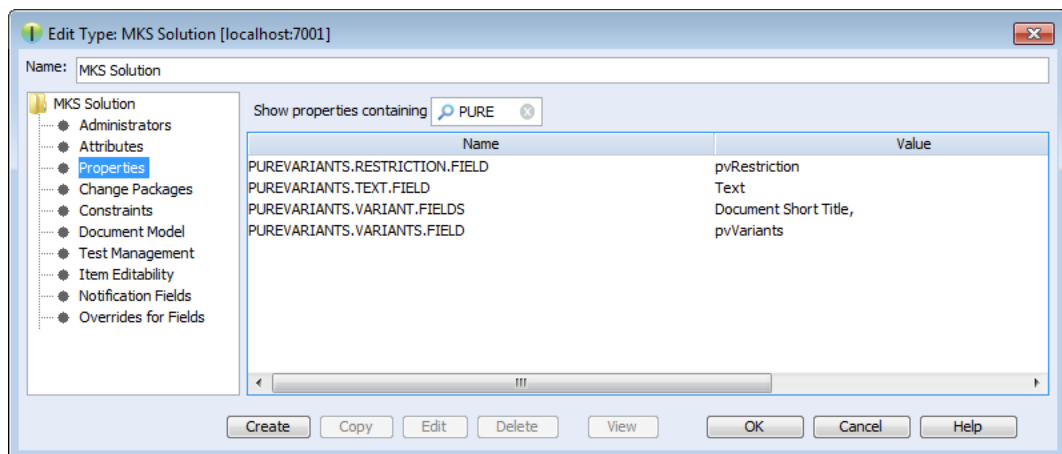 Edit Type: MKS Solution [localhost:7001]
Name: MKS Solution
MKS Solution
Administrators
Attributes
Properties
Change Packages
Constraints
Document Model
Test Management
Item Editability
Notification Fields
Overrides for Fields
Show properties containing PURE
Name Value
PUREVARIANTS.RESTRICTION.FIELD pvRestriction
PUREVARIANTS.TEXT.FIELD Text
PUREVARIANTS.VARIANT.FIELDS Document Short Title,
PUREVARIANTS.VARIANTS.FIELD pvVariants
Create Copy Edit Delete View OK Cancel Help